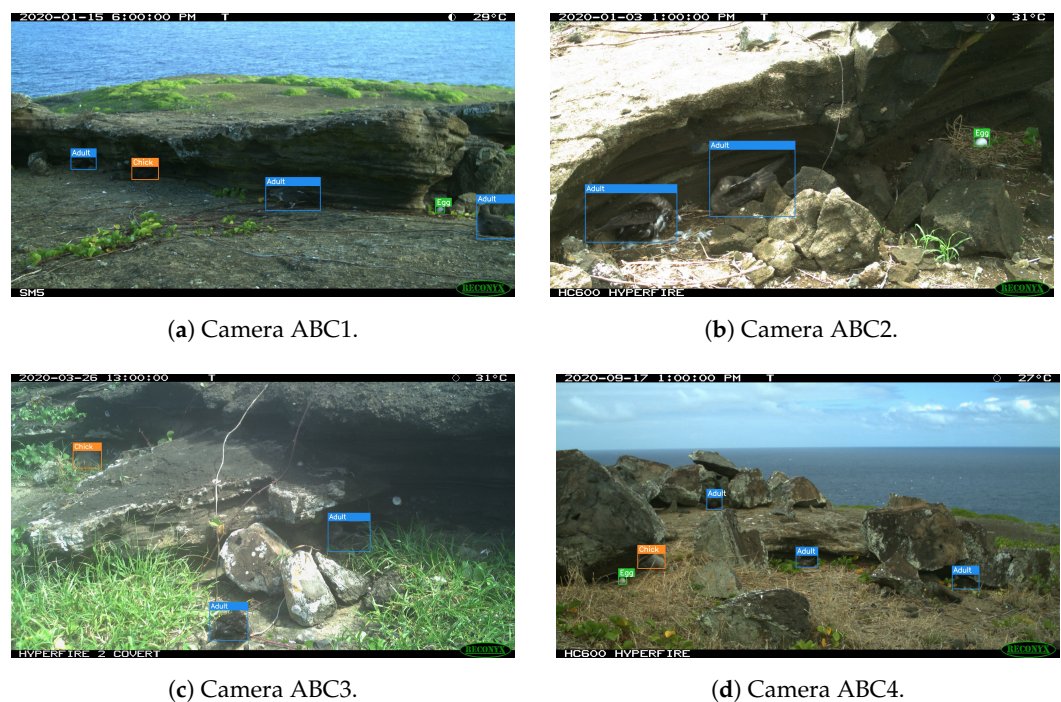 2020-01-15 6:00:00 PM T 29°C
Adult
Chick
Adult
Adult
Egg
SM5 RECONYX
(a) Camera ABC1.
2020-01-03 1:00:00 PM T 31°C
Egg
Adult
Adult
HC600 HYPERFIRE RECONYX
(b) Camera ABC2.
2020-03-26 13:00:00 T 31°C
Chick
Adult
Adult
HYPERFIRE 2 COVERT RECONYX
(c) Camera ABC3.
2020-09-17 1:00:00 PM T 27°C
Adult
Chick
Adult
Egg
Adult
HC600 HYPERFIRE RECONYX
(d) Camera ABC4.